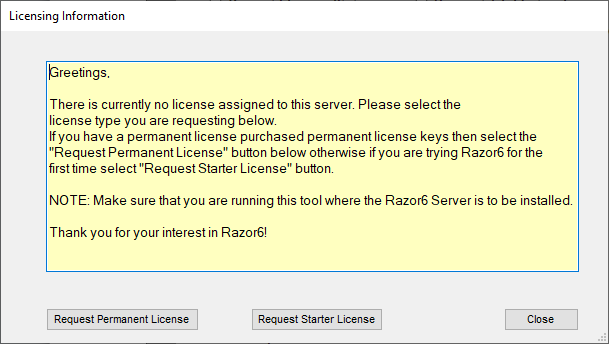 Licensing Information
Greetings,
There is currently no license assigned to this server. Please select the
license type you are requesting below.
If you have a permanent license purchased permanent license keys then select the
"Request Permanent License" button below otherwise if you are trying Razor6 for the
first time select "Request Starter License" button.
NOTE: Make sure that you are running this tool where the Razor6 Server is to be installed.
Thank you for your interest in Razor6!
Request Permanent License
Request Starter License
Close